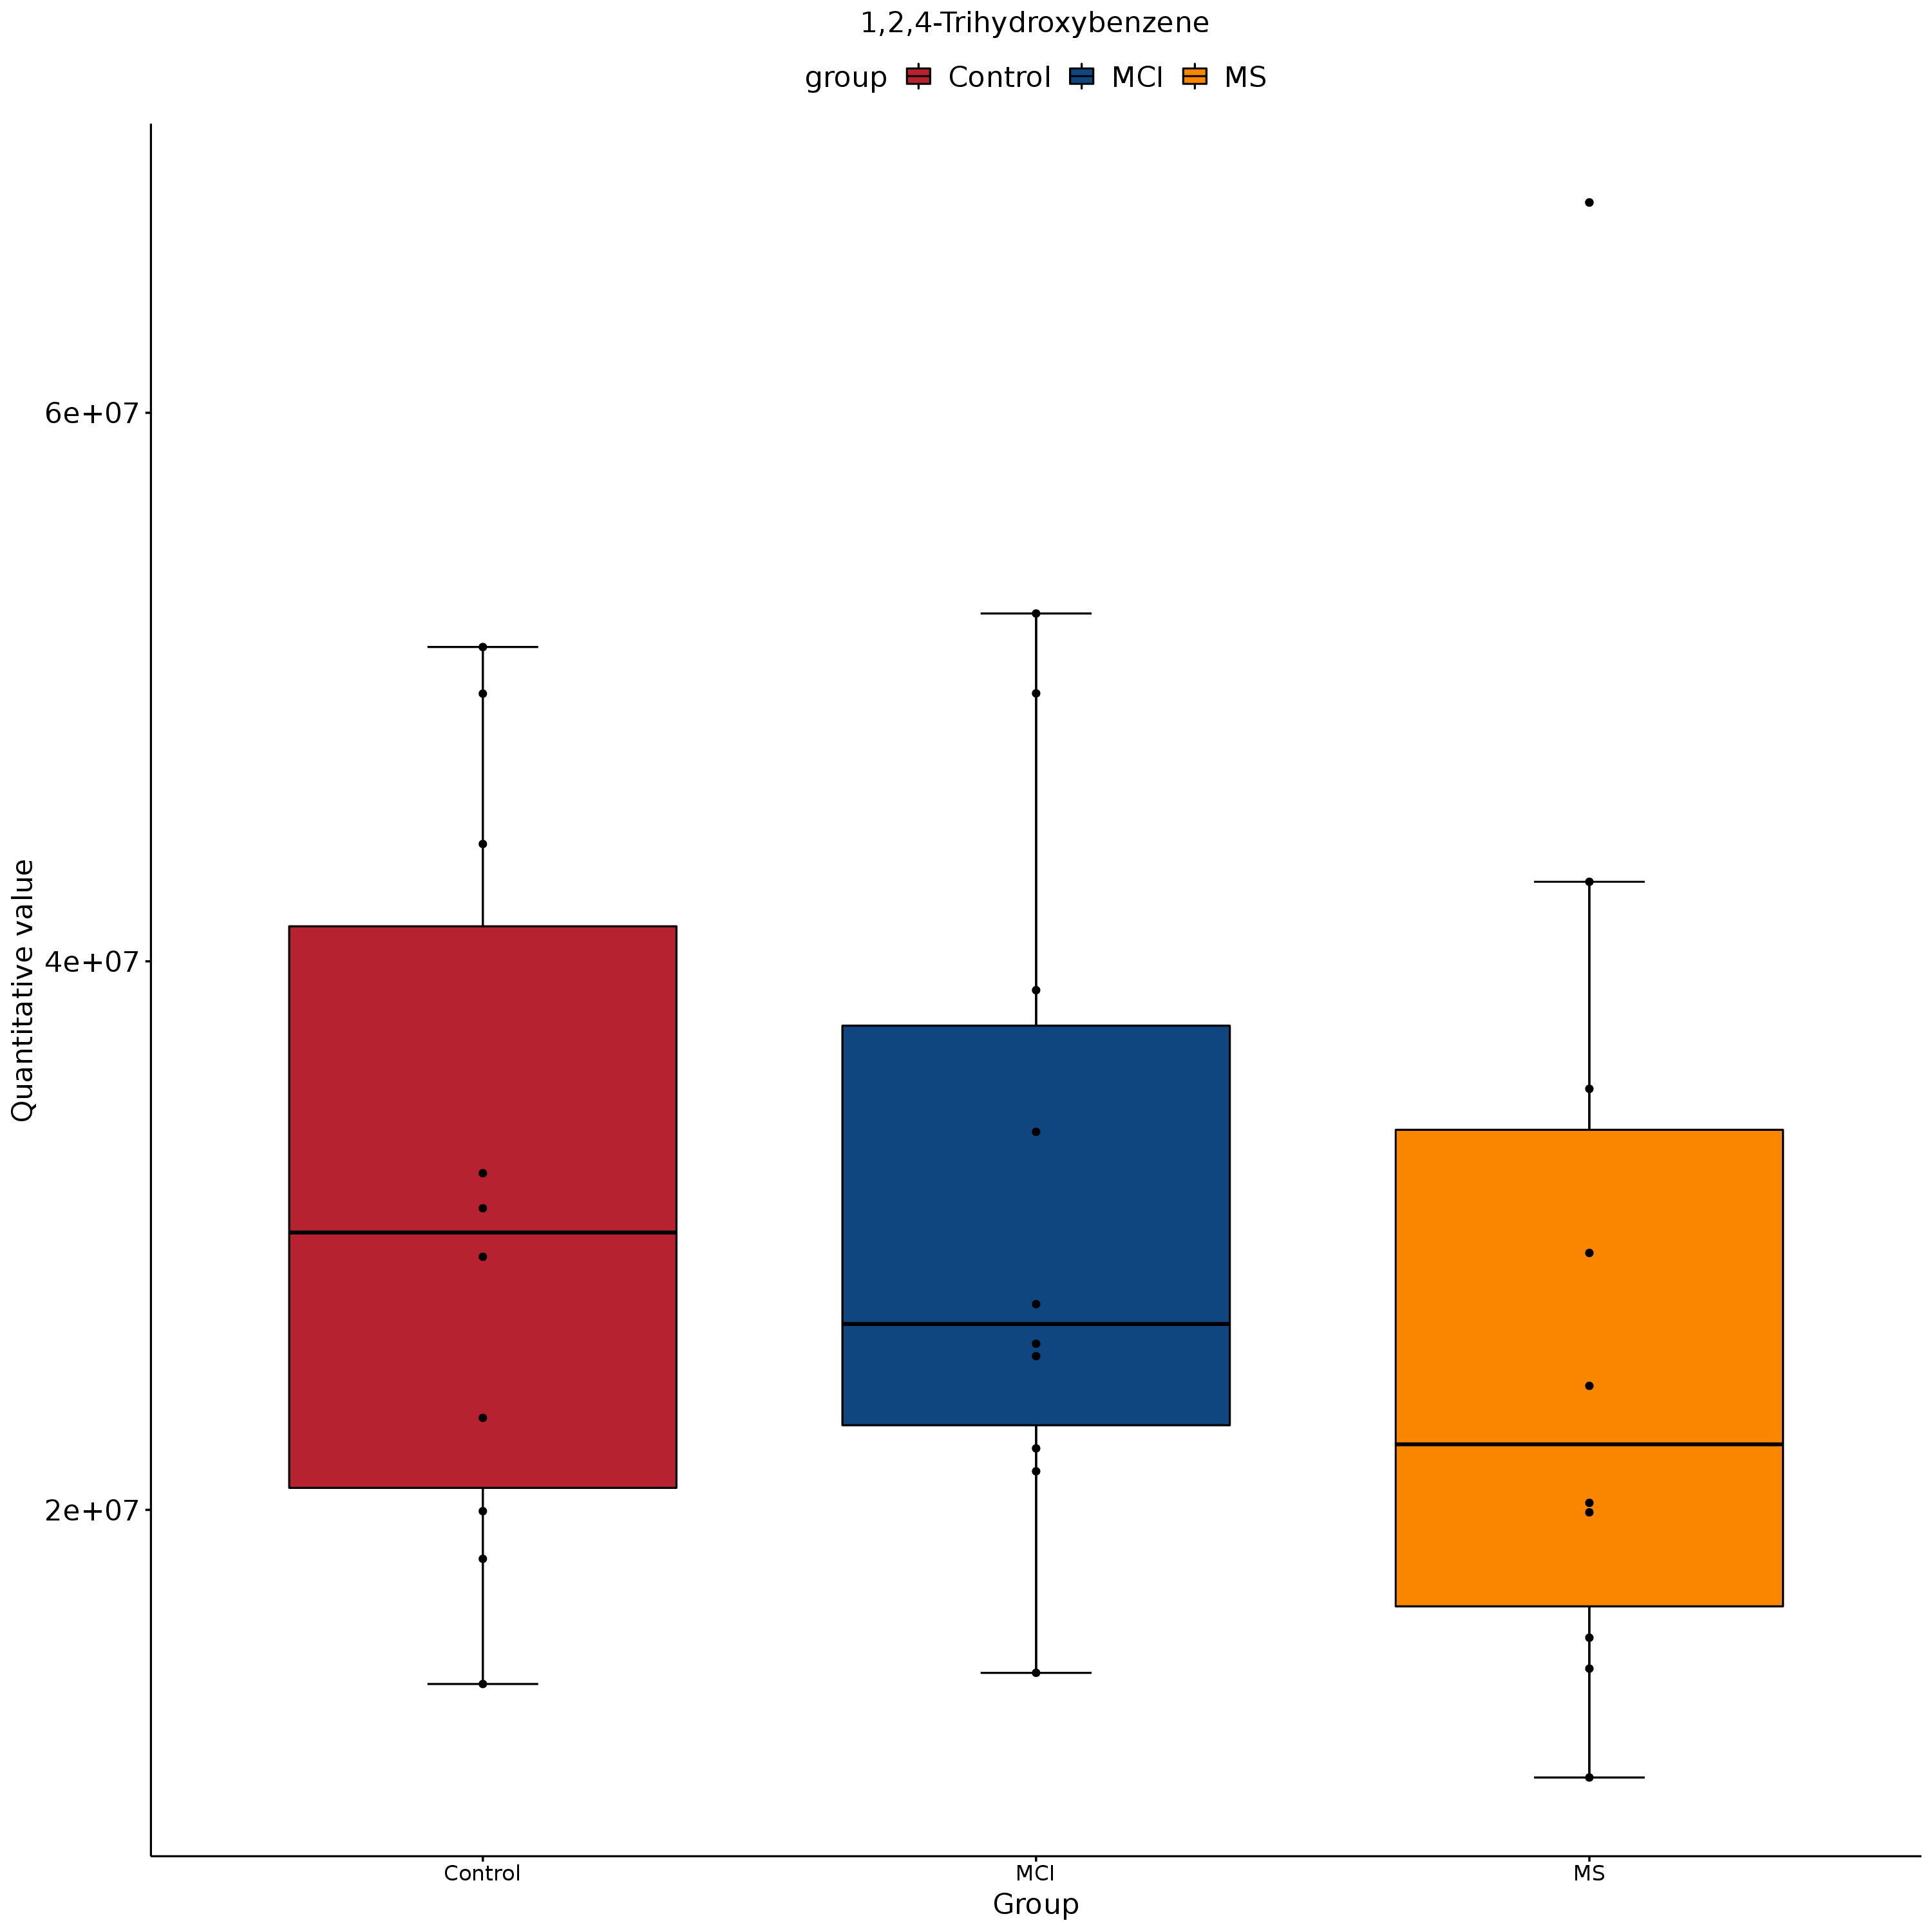 1,2,4-Trihydroxybenzene
group Control MCI MS
Quantitative value
6e+07
4e+07
2e+07
Control MCI MS
Group